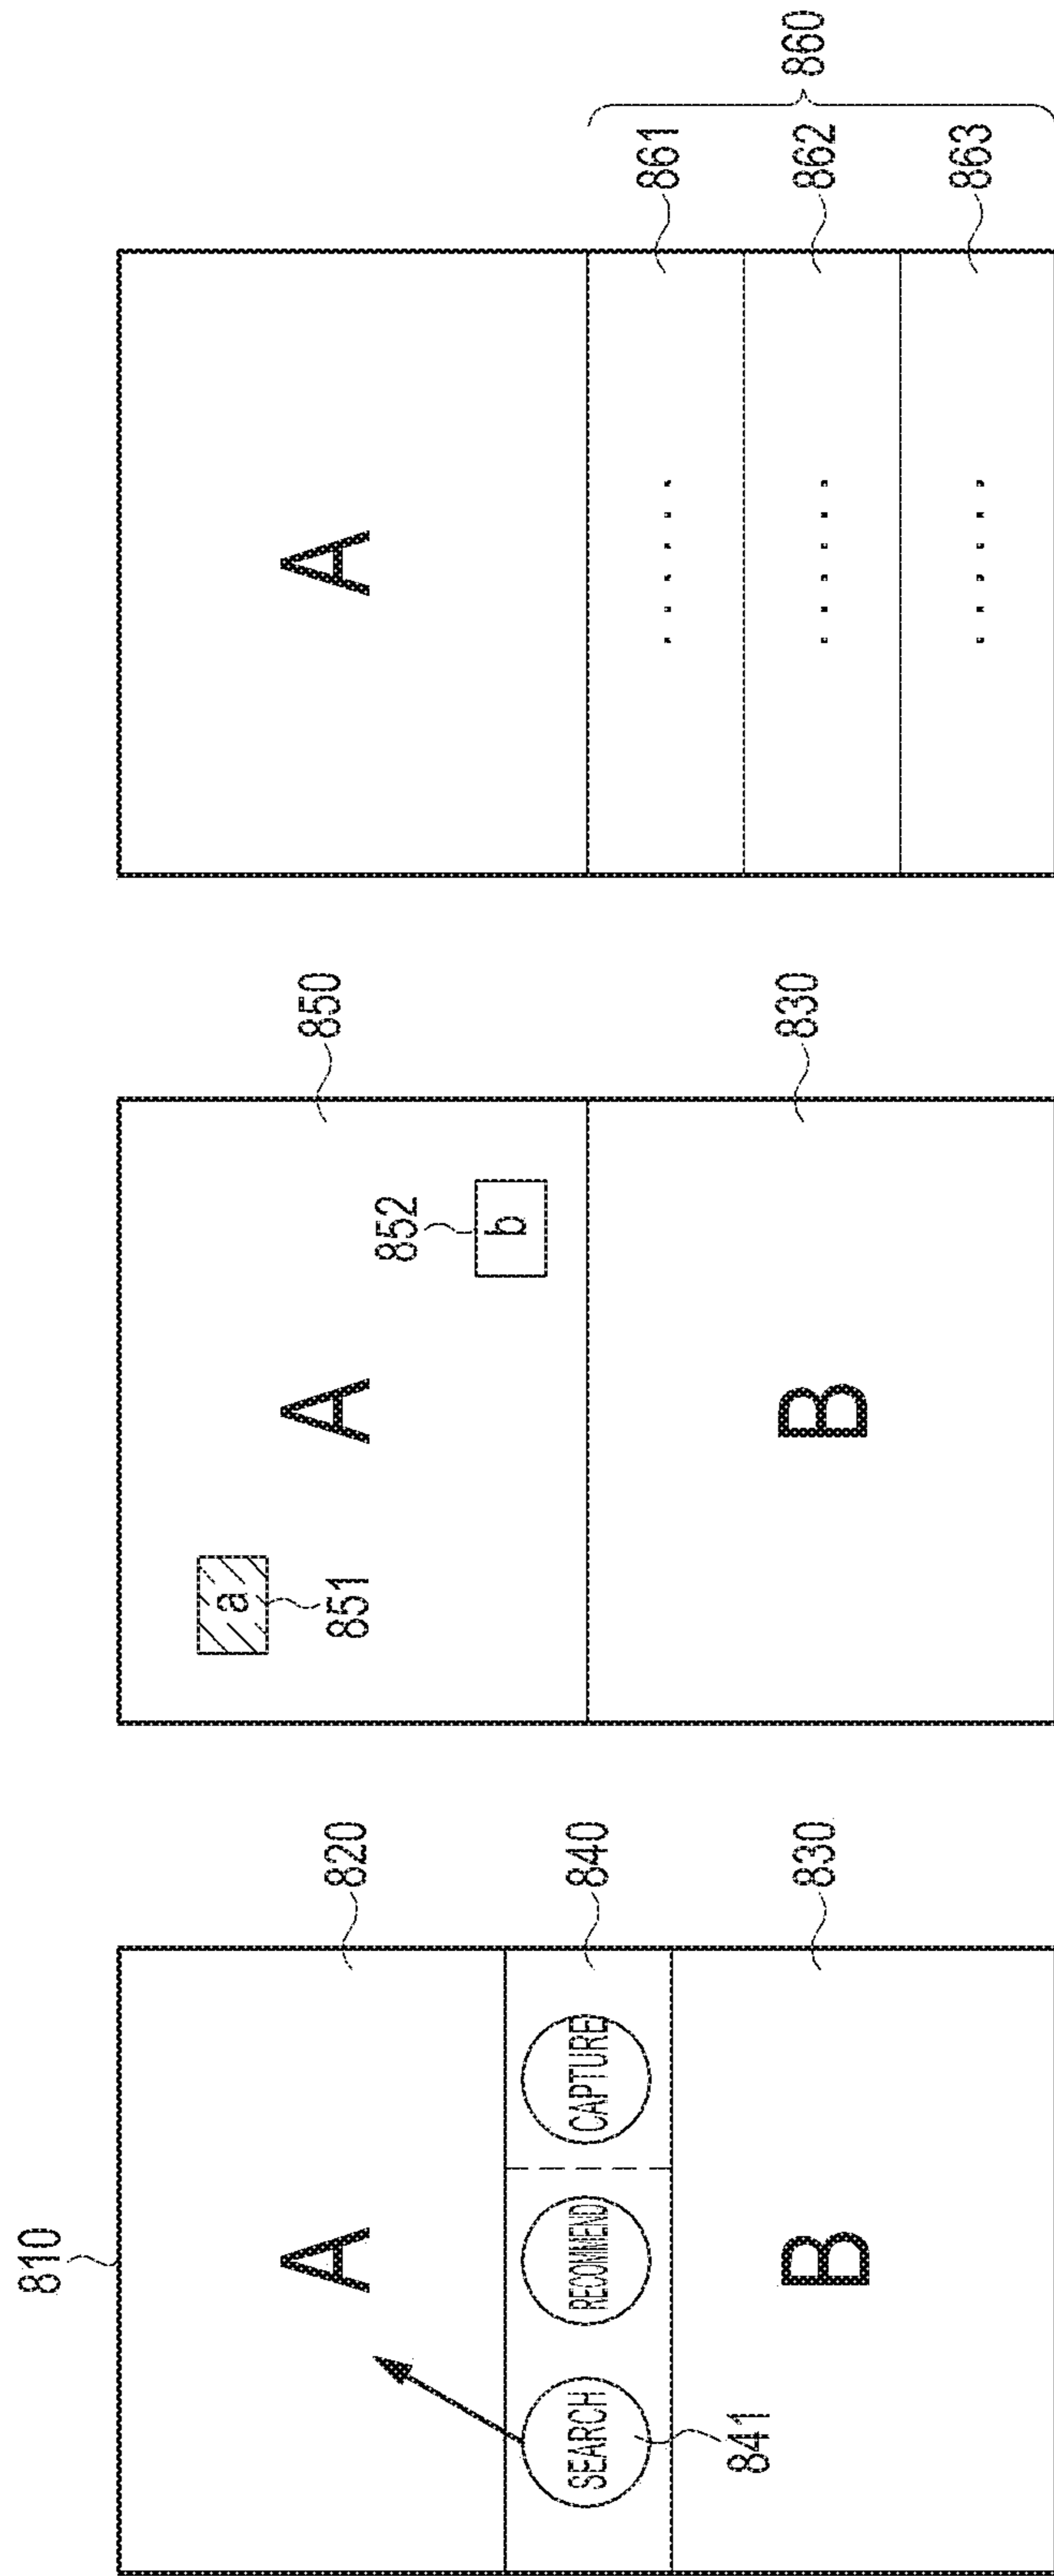 810
A 820
SEARCH RECOMMEND CAPTURE 840
841
B 830
a
A 850
851
852
b
B 830
A
...... 861
...... 862
860
...... 863